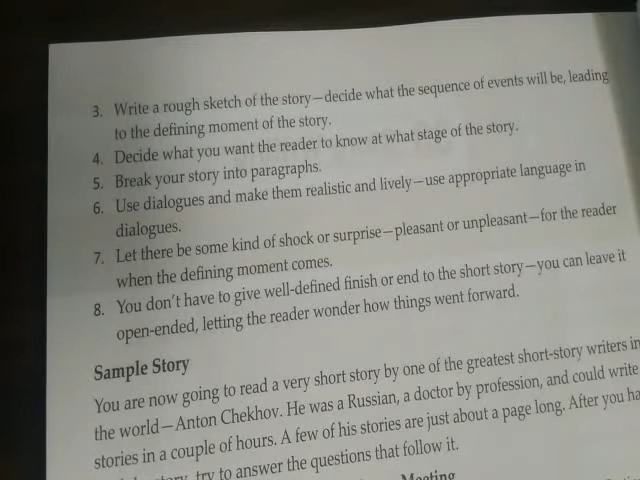 3. Write a rough sketch of the story—decide what the sequence of events will be, leading
to the defining moment of the story.
4. Decide what you want the reader to know at what stage of the story.
5. Break your story into paragraphs.
6. Use dialogues and make them realistic and lively—use appropriate language in
dialogues.
7. Let there be some kind of shock or surprise—pleasant or unpleasant—for the reader
when the defining moment comes.
8. You don't have to give well-defined finish or end to the short story—you can leave it
open-ended, letting the reader wonder how things went forward.
Sample Story
You are now going to read a very short story by one of the greatest short-story writers in
the world—Anton Chekhov. He was a Russian, a doctor by profession, and could write
stories in a couple of hours. A few of his stories are just about a page long. After you ha
story, try to answer the questions that follow it.
Meeting